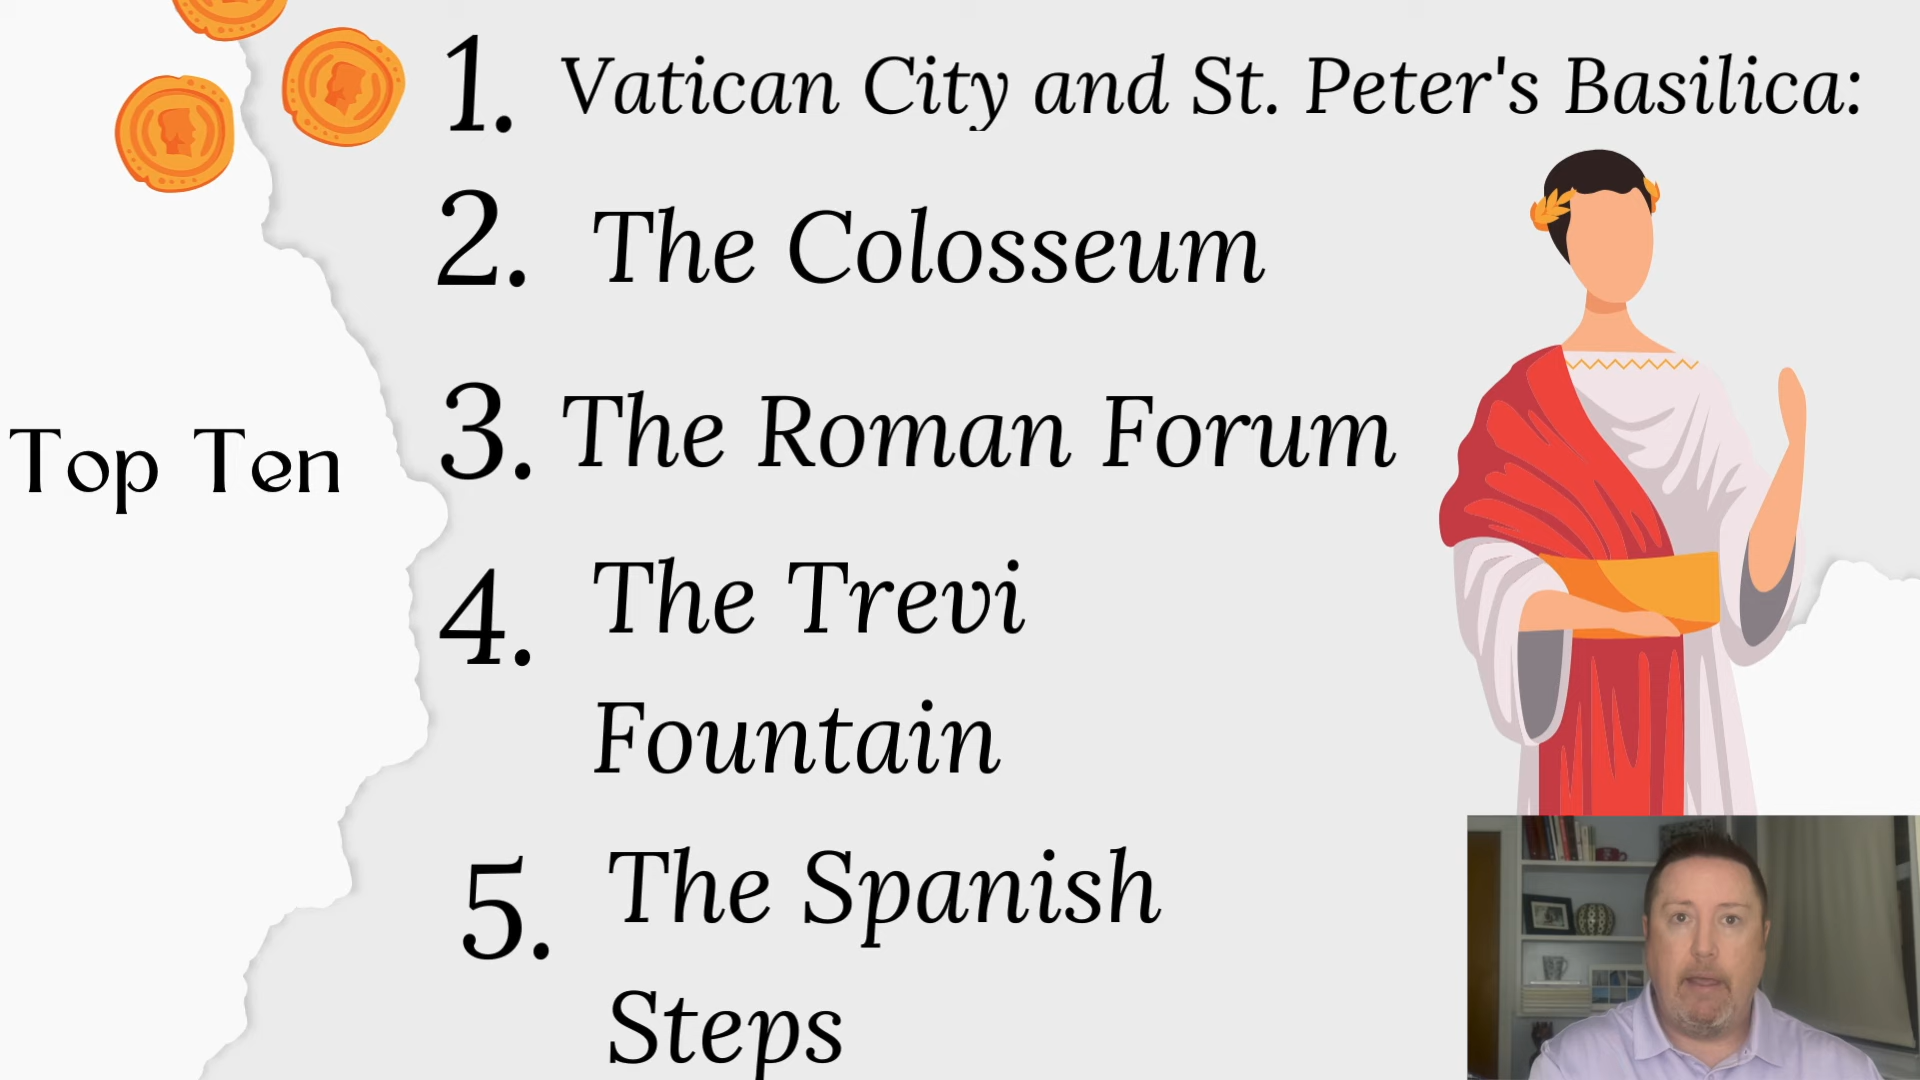 Top Ten
1. Vatican City and St. Peter's Basilica:
2. The Colosseum
3. The Roman Forum
4. The Trevi
Fountain
5. The Spanish
Steps